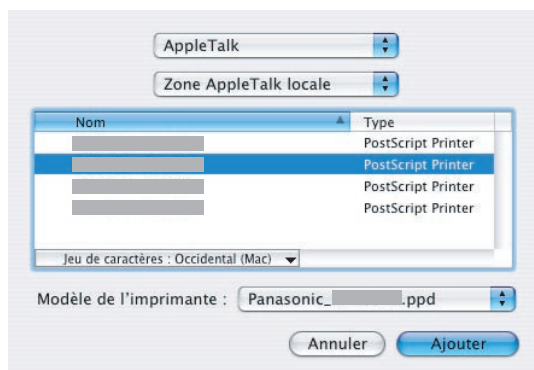 AppleTalk
Zone AppleTalk locale
Nom Type
PostScript Printer
PostScript Printer
PostScript Printer
PostScript Printer
Jeu de caractères : Occidental (Mac)
Modèle de l'imprimante : Panasonic_ .ppd
Annuler Ajouter